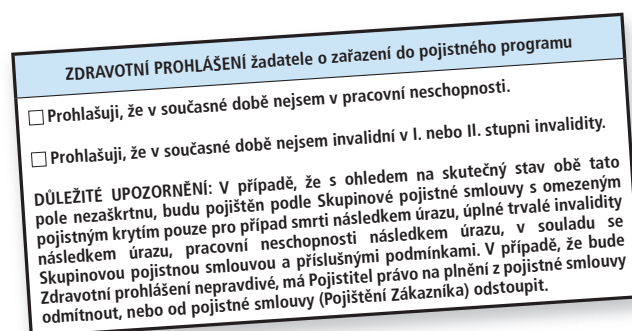 ZDRAVOTNÍ PROHLÁŠENÍ žadatele o zařazení do pojistného programu
Prohlašuji, že v současné době nejsem v pracovní neschopnosti.
Prohlašuji, že v současné době nejsem invalidní v I. nebo II. stupni invalidity.
DŮLEŽITÉ UPOZORNĚNÍ: V případě, že s ohledem na skutečný stav obě tato
pole nezaškrtnu, budu pojištěn podle Skupinové pojistné smlouvy s omezeným
pojistným krytím pouze pro případ smrti následkem úrazu, úplné trvalé invalidity
následkem úrazu, pracovní neschopnosti následkem úrazu, v souladu se
Skupinovou pojistnou smlouvou a příslušnými podmínkami. V případě, že bude
Zdravotní prohlášení nepravdivé, má Pojistitel právo na plnění z pojistné smlouvy
odmítnout, nebo od pojistné smlouvy (Pojištění Zákazníka) odstoupit.